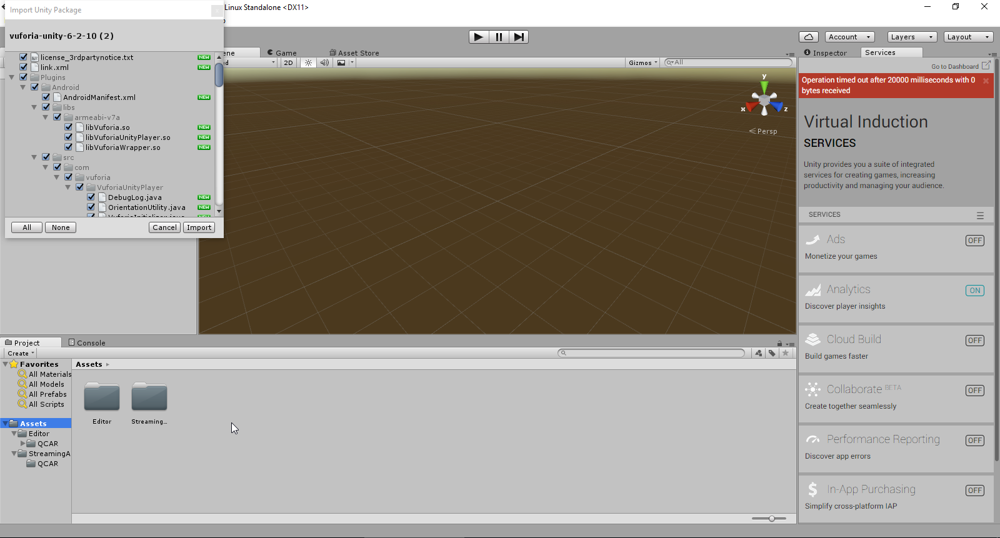 Import Unity Package
Linux Standalone <DX11>
vuforia-unity-6-2-10 (2)
Account
Layers
Layout
license_3rdpartynotice.txt NEW
link.xml NEW
Plugins
Android
AndroidManifest.xml NEW
libs
armeabi-v7a
libVuforia.so NEW
libVuforiaUnityPlayer.so NEW
libVuforiaWrapper.so NEW
src
com
vuforia
VuforiaUnityPlayer
DebugLog.java NEW
OrientationUtility.java NEW
All
None
Cancel
Import
Game
Asset Store
2D
Gizmos
All
y
x
z
Persp
Inspector
Services
Go to Dashboard
Operation timed out after 20000 milliseconds with 0
bytes received
Virtual Induction
SERVICES
Unity provides you a suite of integrated
services for creating games, increasing
productivity and managing your audience.
SERVICES
Ads OFF
Monetize your games
Analytics ON
Discover player insights
Cloud Build OFF
Build games faster
Collaborate BETA OFF
Create together seamlessly
Performance Reporting OFF
Discover app errors
In-App Purchasing OFF
Simplify cross-platform IAP
Project
Console
Create
Favorites
All Materials
All Models
All Prefabs
All Scripts
Assets
Editor
QCAR
StreamingA
QCAR
Assets
Editor
Streaming...